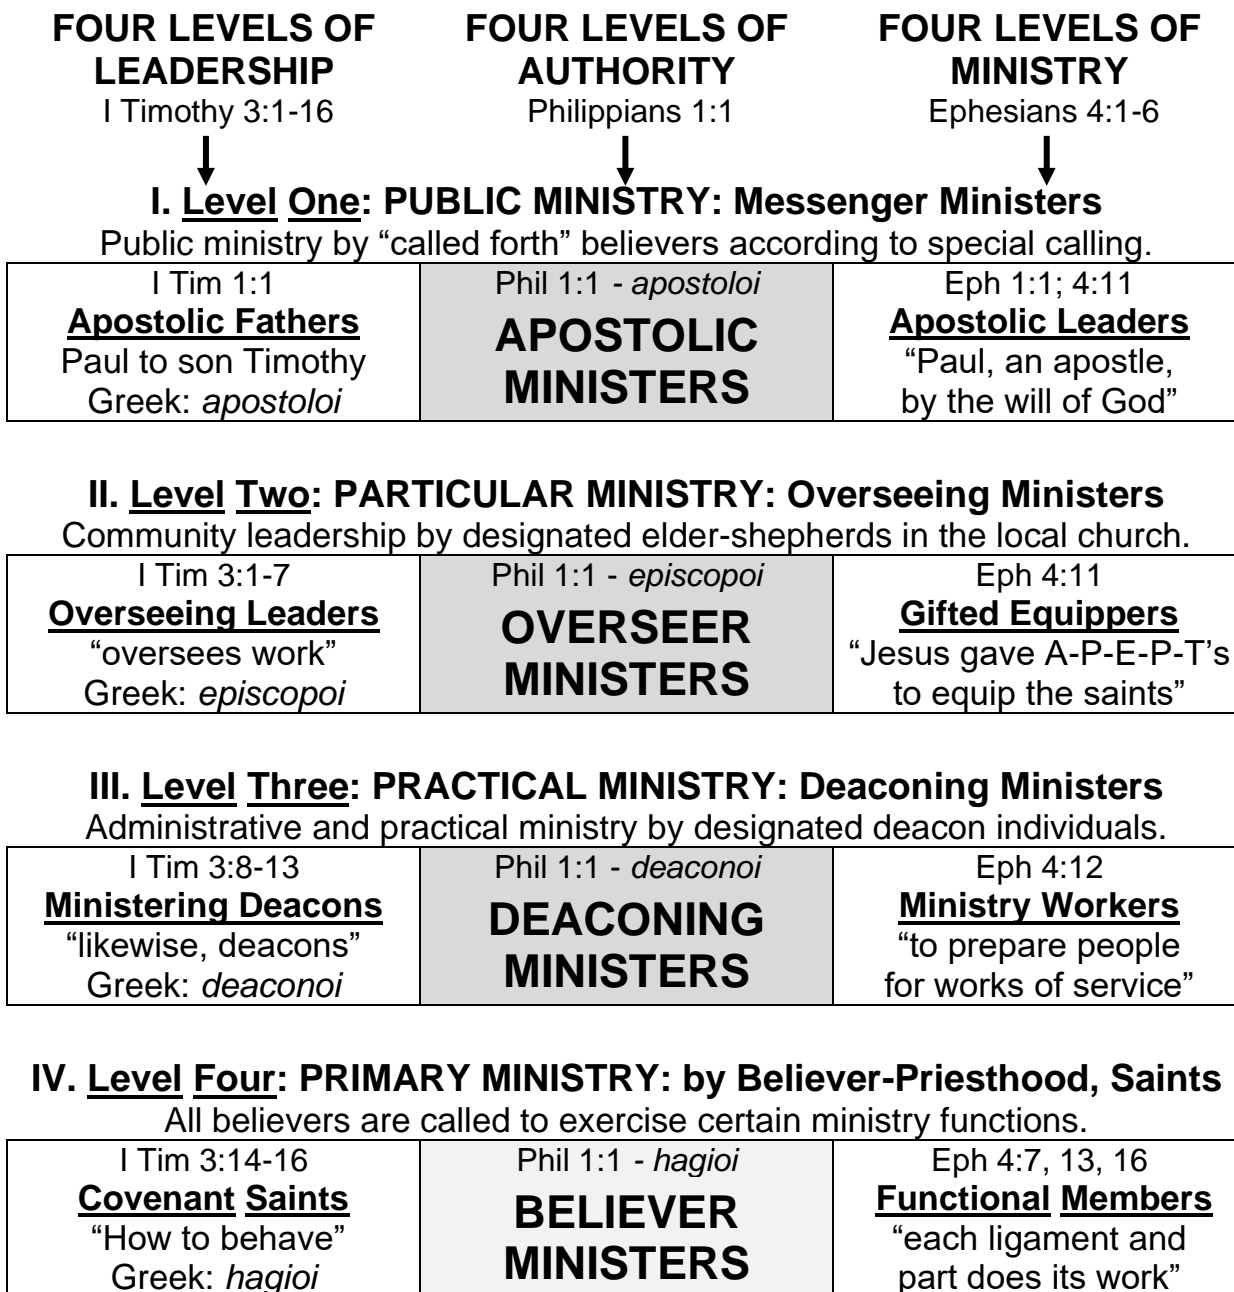 FOUR LEVELS OF LEADERSHIP
I Timothy 3:1-16
FOUR LEVELS OF AUTHORITY
Philippians 1:1
FOUR LEVELS OF MINISTRY
Ephesians 4:1-6
I. Level One: PUBLIC MINISTRY: Messenger Ministers
Public ministry by “called forth” believers according to special calling.
I Tim 1:1
Apostolic Fathers
Paul to son Timothy
Greek: apostoloi
Phil 1:1 - apostoloi
APOSTOLIC
MINISTERS
Eph 1:1; 4:11
Apostolic Leaders
“Paul, an apostle,
by the will of God”
II. Level Two: PARTICULAR MINISTRY: Overseeing Ministers
Community leadership by designated elder-shepherds in the local church.
I Tim 3:1-7
Overseeing Leaders
“oversees work”
Greek: episcopoi
Phil 1:1 - episcopoi
OVERSEER
MINISTERS
Eph 4:11
Gifted Equippers
“Jesus gave A-P-E-P-T’s
to equip the saints”
III. Level Three: PRACTICAL MINISTRY: Deaconing Ministers
Administrative and practical ministry by designated deacon individuals.
I Tim 3:8-13
Ministering Deacons
“likewise, deacons”
Greek: deaconoi
Phil 1:1 - deaconoi
DEACONING
MINISTERS
Eph 4:12
Ministry Workers
“to prepare people
for works of service”
IV. Level Four: PRIMARY MINISTRY: by Believer-Priesthood, Saints
All believers are called to exercise certain ministry functions.
I Tim 3:14-16
Covenant Saints
“How to behave”
Greek: hagioi
Phil 1:1 - hagioi
BELIEVER
MINISTERS
Eph 4:7, 13, 16
Functional Members
“each ligament and
part does its work”